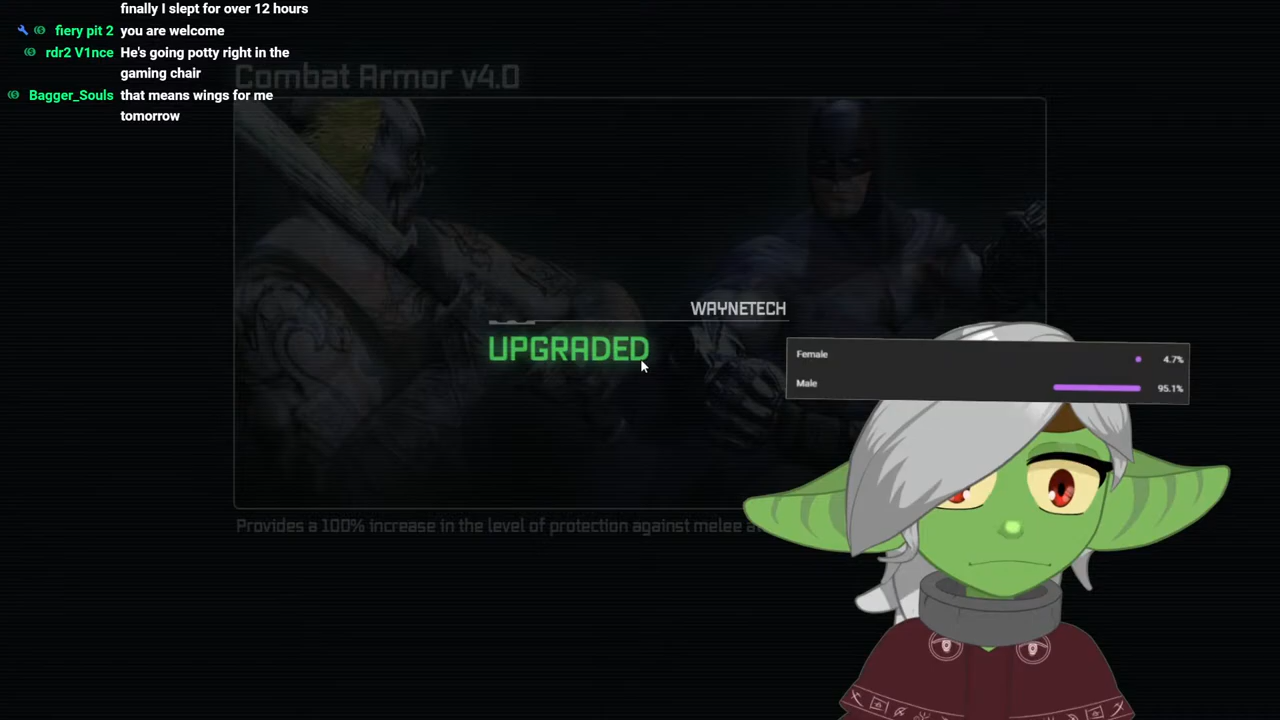 finally I slept for over 12 hours
fiery pit 2 you are welcome
rdr2 V1nce He's going potty right in the
gaming chair
Bagger_Souls that means wings for me
tomorrow
Combat Armor v4.0
WAYNETECH
UPGRADED
Female 4.7%
Male 95.1%
Provides a 100% increase in the level of protection against melee